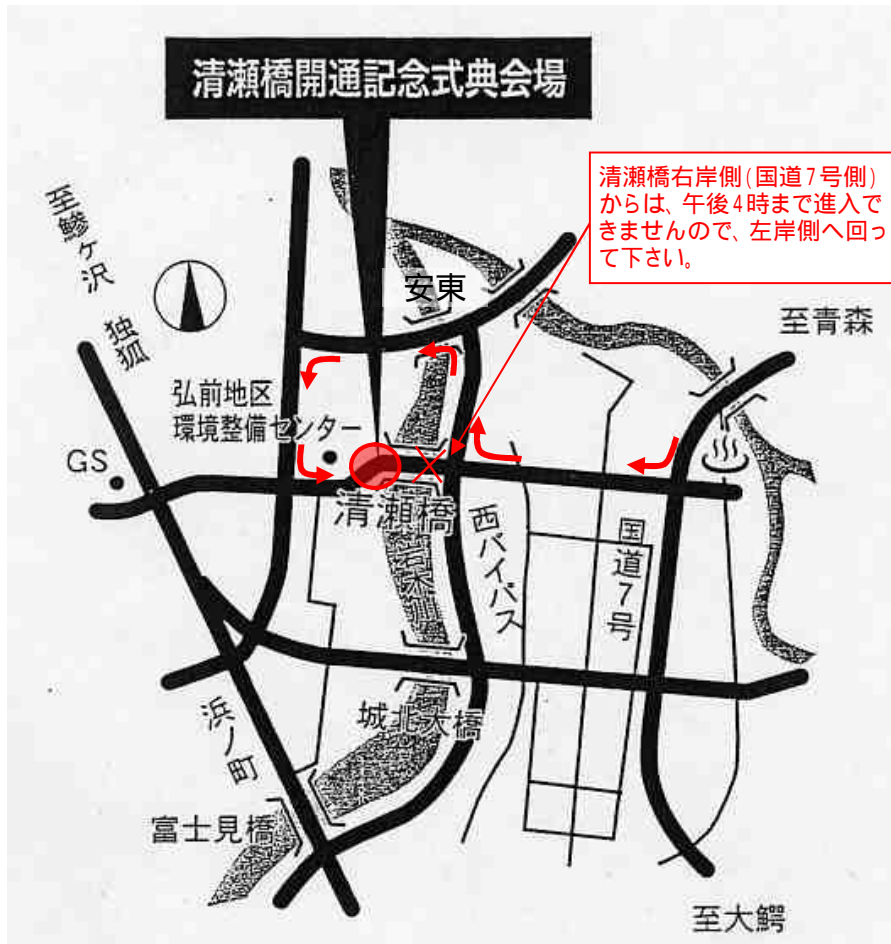 清瀬橋開通記念式典会場
清瀬橋右岸側(国道7号側)
からは、午後4時まで進入で
きませんので、左岸側へ回っ
て下さい。
至鰺ヶ沢
独狐
安東
至青森
弘前地区
環境整備センター
GS
清瀬橋
岩木川
西バイパス
国道7号
城北大橋
浜ノ町
富士見橋
至大鰐